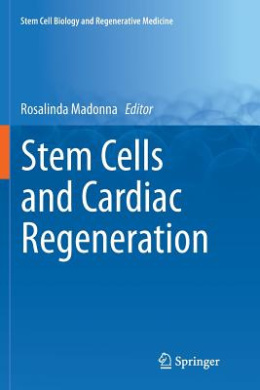 Stem Cell Biology and Regenerative Medicine
Rosalinda Madonna Editor
Stem Cells
and Cardiac
Regeneration
Springer